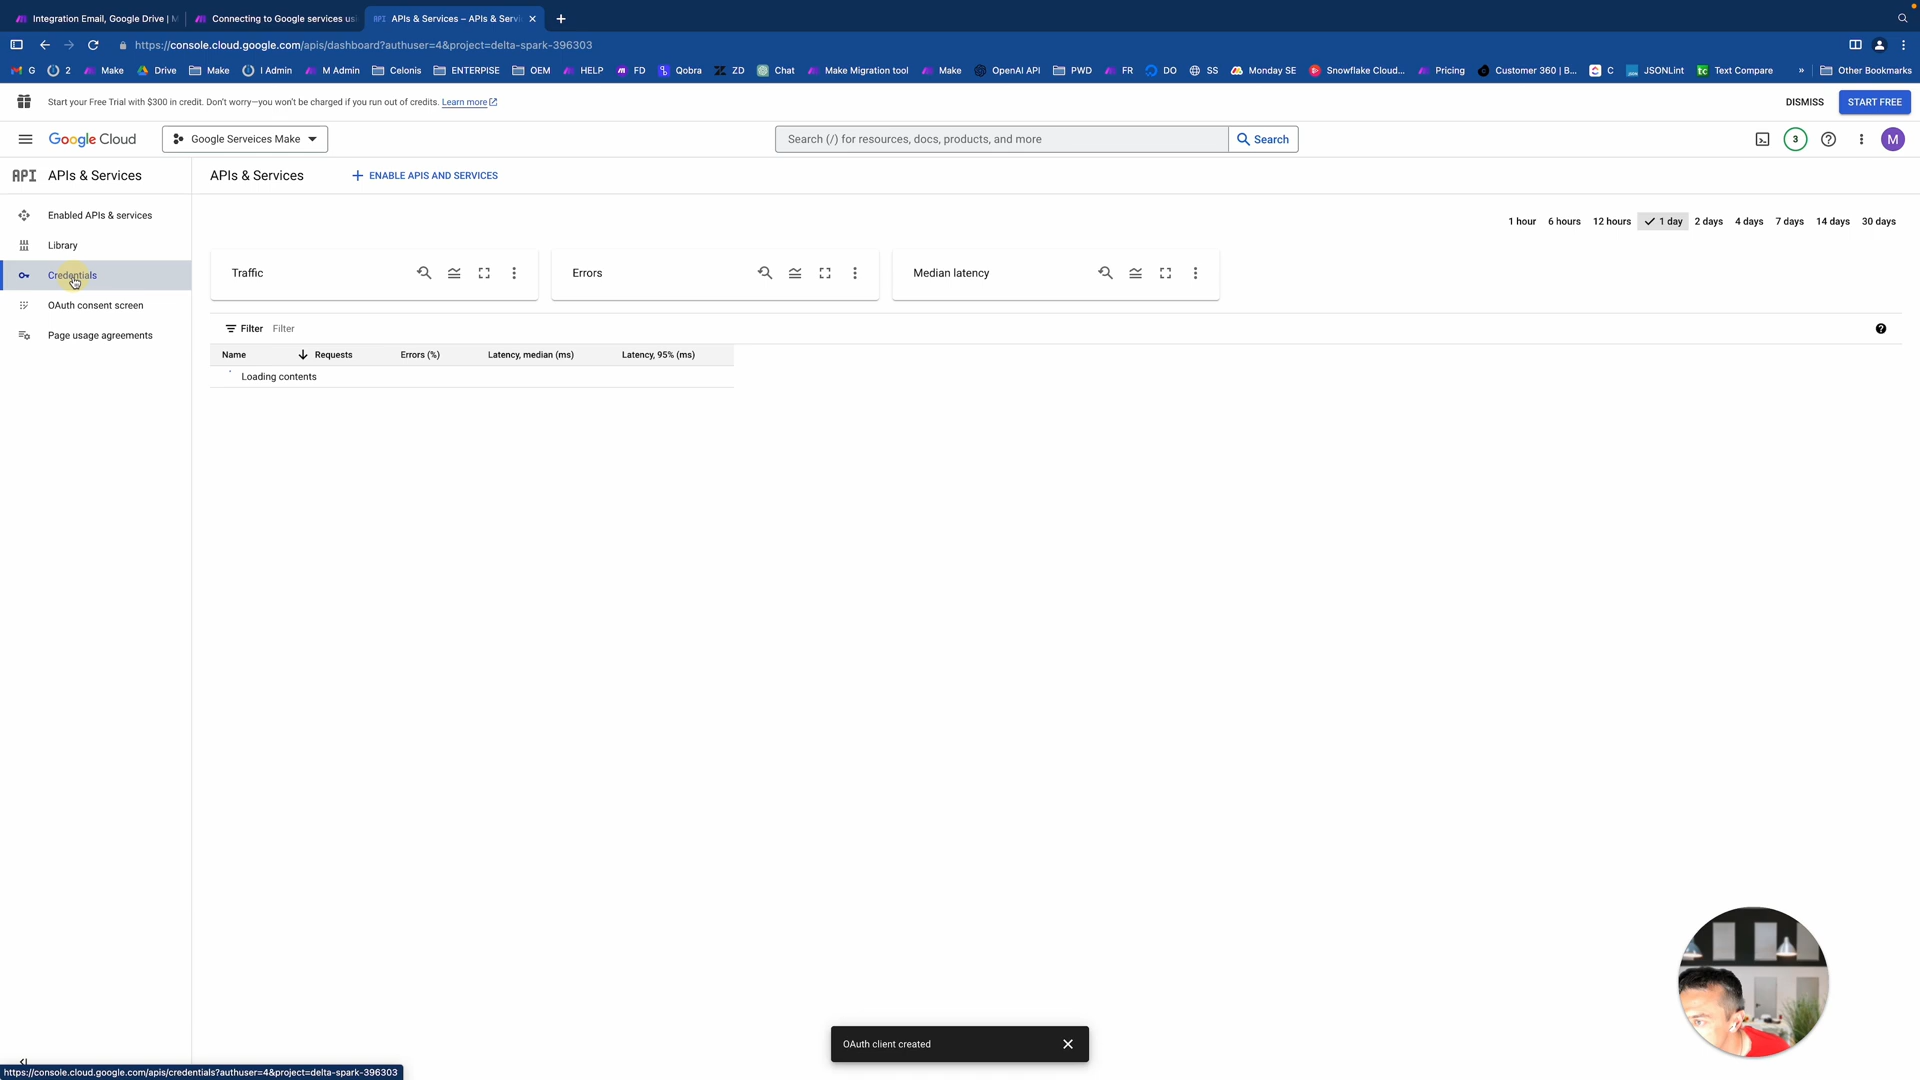 Integration Email, Google Drive | M
Connecting to Google services usi
API APIs & Services – APIs & Servi
https://console.cloud.google.com/apis/dashboard?authuser=4&project=delta-spark-396303
G
2
Make
Drive
Make
I Admin
M Admin
Celonis
ENTERPISE
OEM
HELP
FD
Qobra
ZD
Chat
Make Migration tool
Make
OpenAI API
PWD
FR
DO
SS
Monday SE
Snowflake Cloud...
Pricing
Customer 360 | B...
C
JSONLint
tc Text Compare
»
Other Bookmarks
Start your Free Trial with $300 in credit. Don't worry—you won't be charged if you run out of credits. Learn more
DISMISS
START FREE
Google Cloud
Google Serveices Make
Search (/) for resources, docs, products, and more
Search
3
M
API APIs & Services
APIs & Services
ENABLE APIS AND SERVICES
Enabled APIs & services
Library
Credentials
OAuth consent screen
Page usage agreements
1 hour 6 hours 12 hours 1 day 2 days 4 days 7 days 14 days 30 days
Traffic
Errors
Median latency
Filter Filter
Name Requests Errors (%) Latency, median (ms) Latency, 95% (ms)
Loading contents
OAuth client created
https://console.cloud.google.com/apis/credentials?authuser=4&project=delta-spark-396303